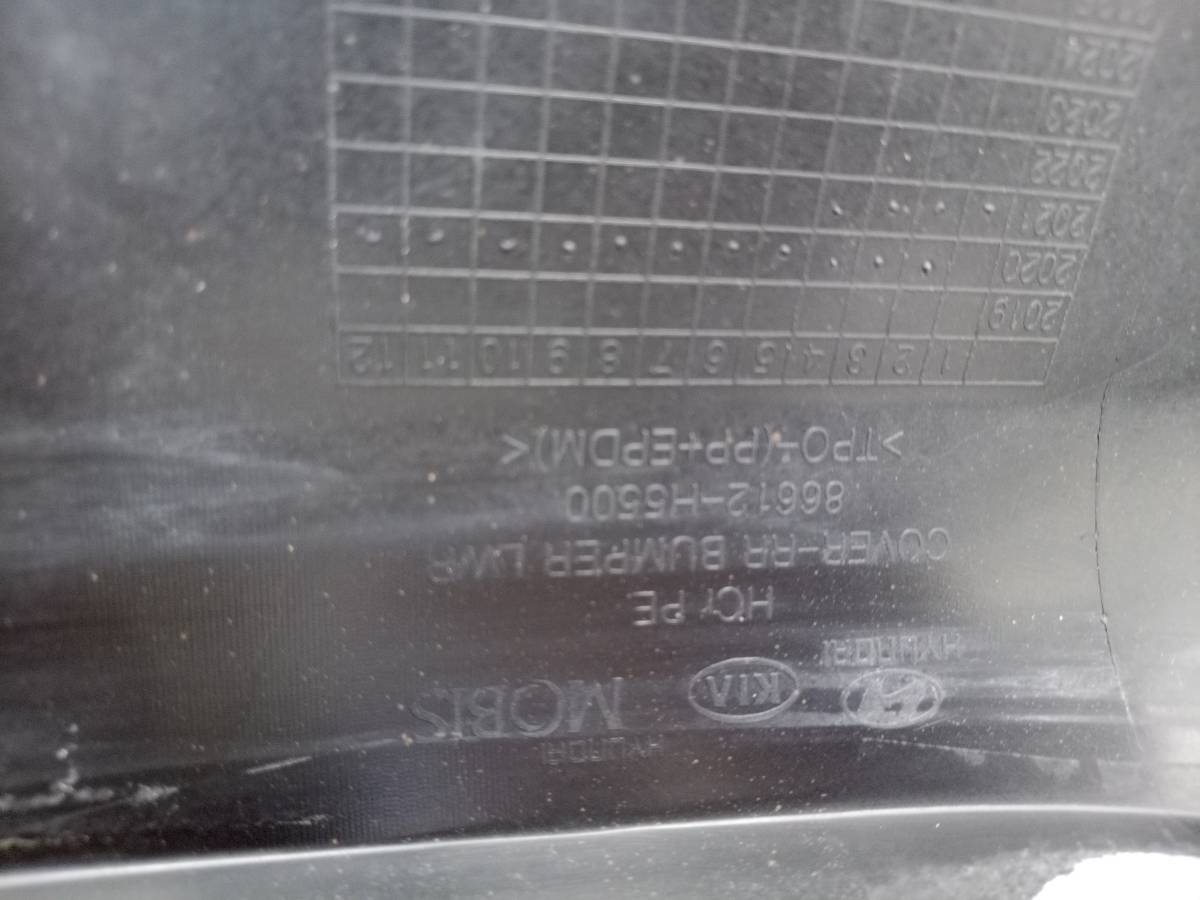 HYUNDAI
KIA MOBIS
HYUNDAI
HCr PE
COVER-RR BUMPER LWR
86612-H5500
>TPO-(PP+EPDM)<
1 2 3 4 5 6 7 8 9 10 11 12
2019
2020
2021
2022
2023
2024